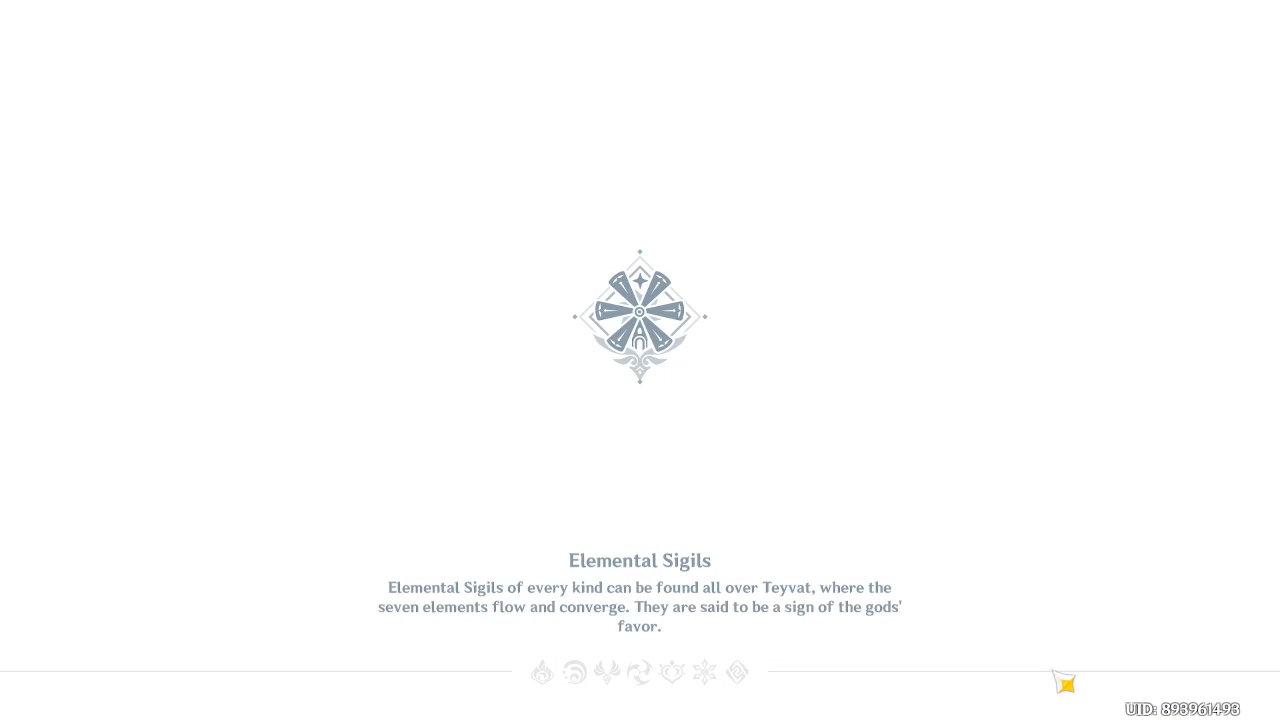 Elemental Sigils
Elemental Sigils of every kind can be found all over Teyvat, where the
seven elements flow and converge. They are said to be a sign of the gods'
favor.
UID: 893961493